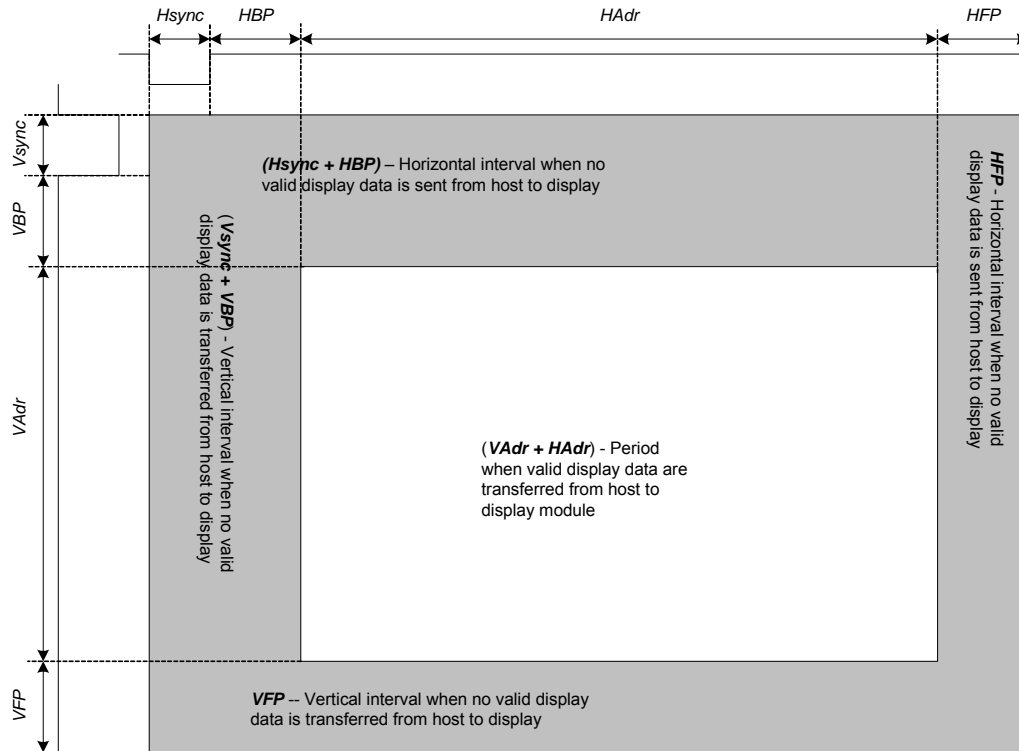 Hsync
HBP
HAdr
HFP
Vsync
VBP
VAdr
VFP
(Hsync + HBP) – Horizontal interval when no
valid display data is sent from host to display
(Vsync + VBP) - Vertical interval when no valid
display data is transferred from host to display
HFP - Horizontal interval when no valid
display data is sent from host to display
(VAdr + HAdr) - Period
when valid display data are
transferred from host to
display module
VFP -- Vertical interval when no valid display
data is transferred from host to display